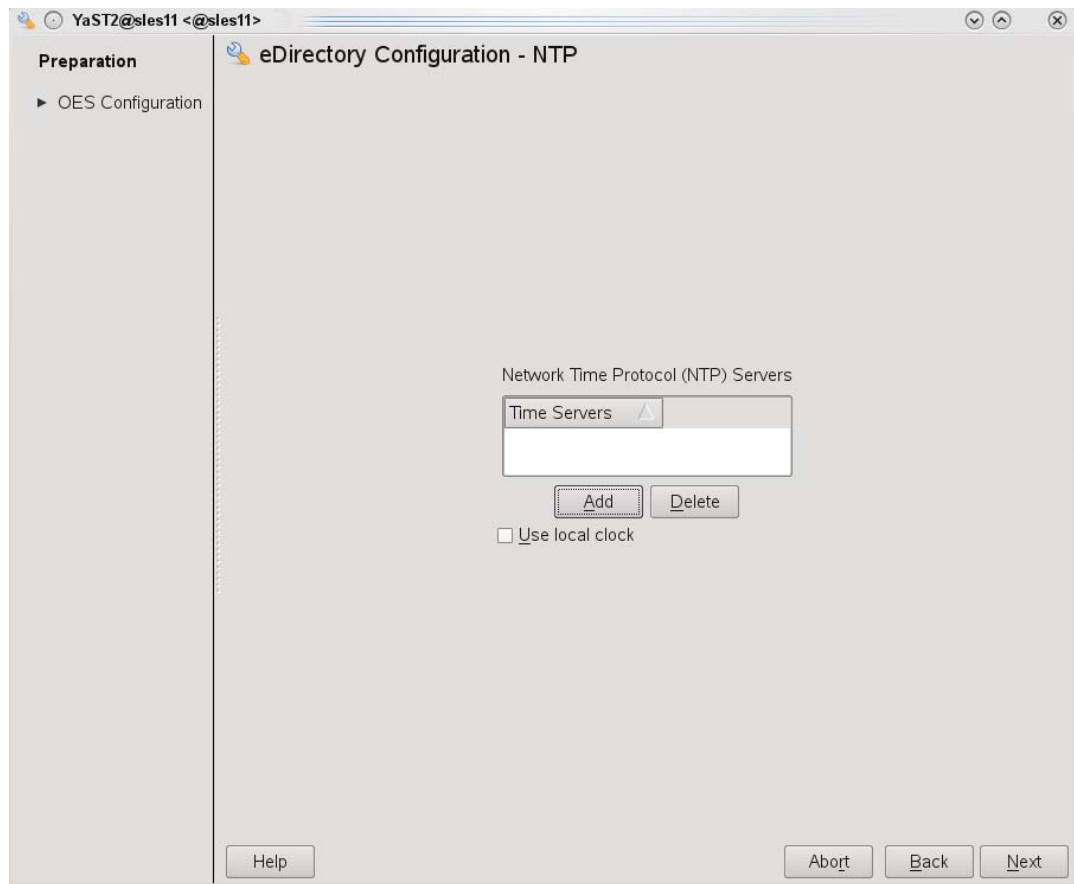 YaST2@sles11 <@sles11>
Preparation
OES Configuration
eDirectory Configuration - NTP
Network Time Protocol (NTP) Servers
Time Servers
Add
Delete
Use local clock
Help
Abort
Back
Next